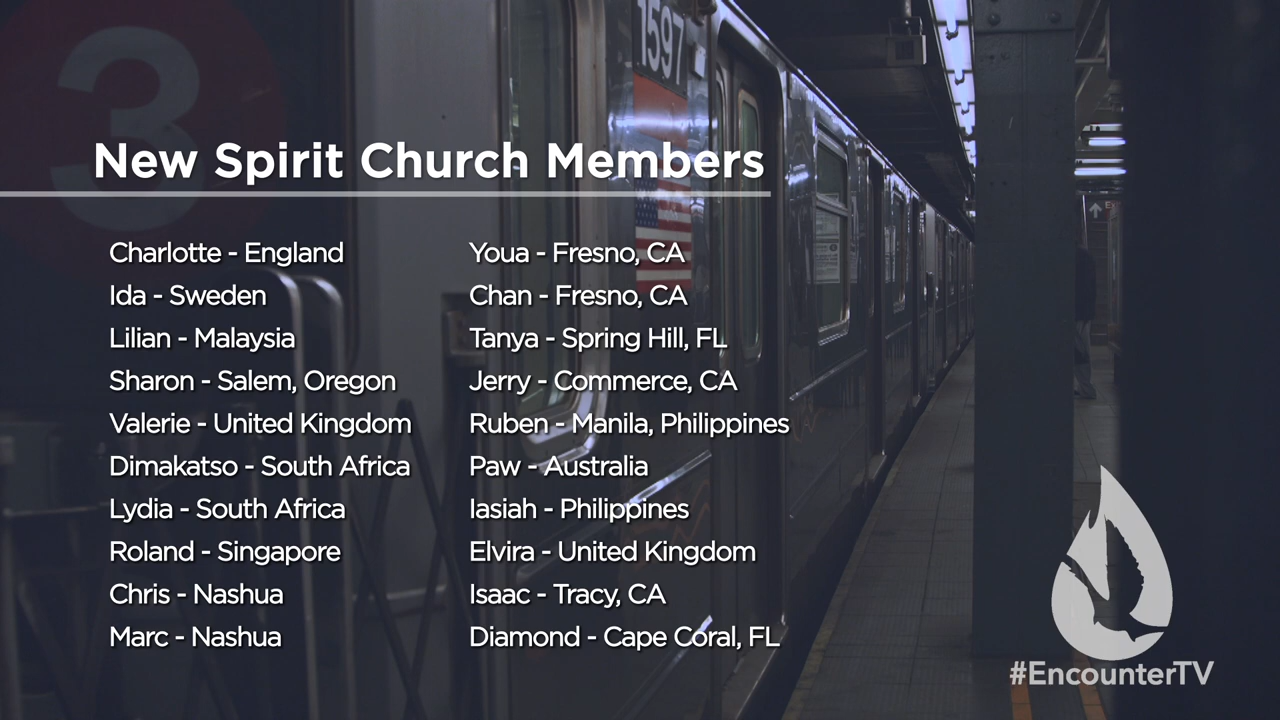 3
1597
New Spirit Church Members
Charlotte - England
Ida - Sweden
Lilian - Malaysia
Sharon - Salem, Oregon
Valerie - United Kingdom
Dimakatso - South Africa
Lydia - South Africa
Roland - Singapore
Chris - Nashua
Marc - Nashua
Youa - Fresno, CA
Chan - Fresno, CA
Tanya - Spring Hill, FL
Jerry - Commerce, CA
Ruben - Manila, Philippines
Paw - Australia
Iasiah - Philippines
Elvira - United Kingdom
Isaac - Tracy, CA
Diamond - Cape Coral, FL
#EncounterTV